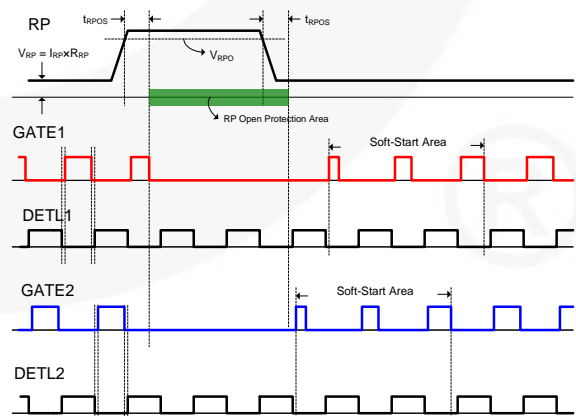 tRPOS
tRPOS
RP
VRP = IRP×RRP
VRPO
RP Open Protection Area
GATE1
Soft-Start Area
DETL1
GATE2
Soft-Start Area
DETL2
®